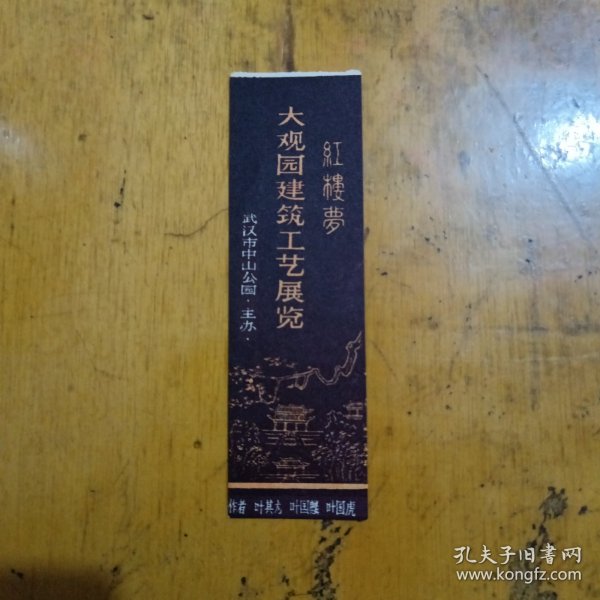 紅樓夢
大观园建筑工艺展览
武汉市中山公园·主办·
作者 叶其龙 叶国雄 叶国虎
孔夫子旧书网
www.kongfz.com